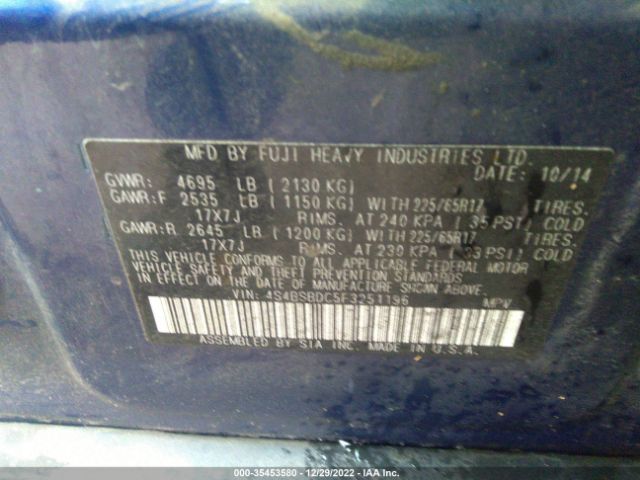 MFD BY FUJI HEAVY INDUSTRIES LTD.
DATE: 10/14
GVWR: 4695 LB ( 2130 KG)
GAWR:F 2535 LB ( 1150 KG) WITH 225/65R17 TIRES.
17X7J RIMS, AT 240 KPA ( 35 PSI) COLD
GAWR:R 2645 LB ( 1200 KG) WITH 225/65R17 TIRES.
17X7J RIMS, AT 230 KPA ( 33 PSI) COLD
THIS VEHICLE CONFORMS TO ALL APPLICABLE FEDERAL MOTOR
VEHICLE SAFETY AND THEFT PREVENTION STANDARDS
IN EFFECT ON THE DATE OF MANUFACTURE SHOWN ABOVE.
VIN: 4S4BSBDC5F3251196 MPV
ASSEMBLED BY SIA INC. MADE IN U.S.A.
000-35453580 - 12/29/2022 - IAA Inc.
Copart © IAA Inc.